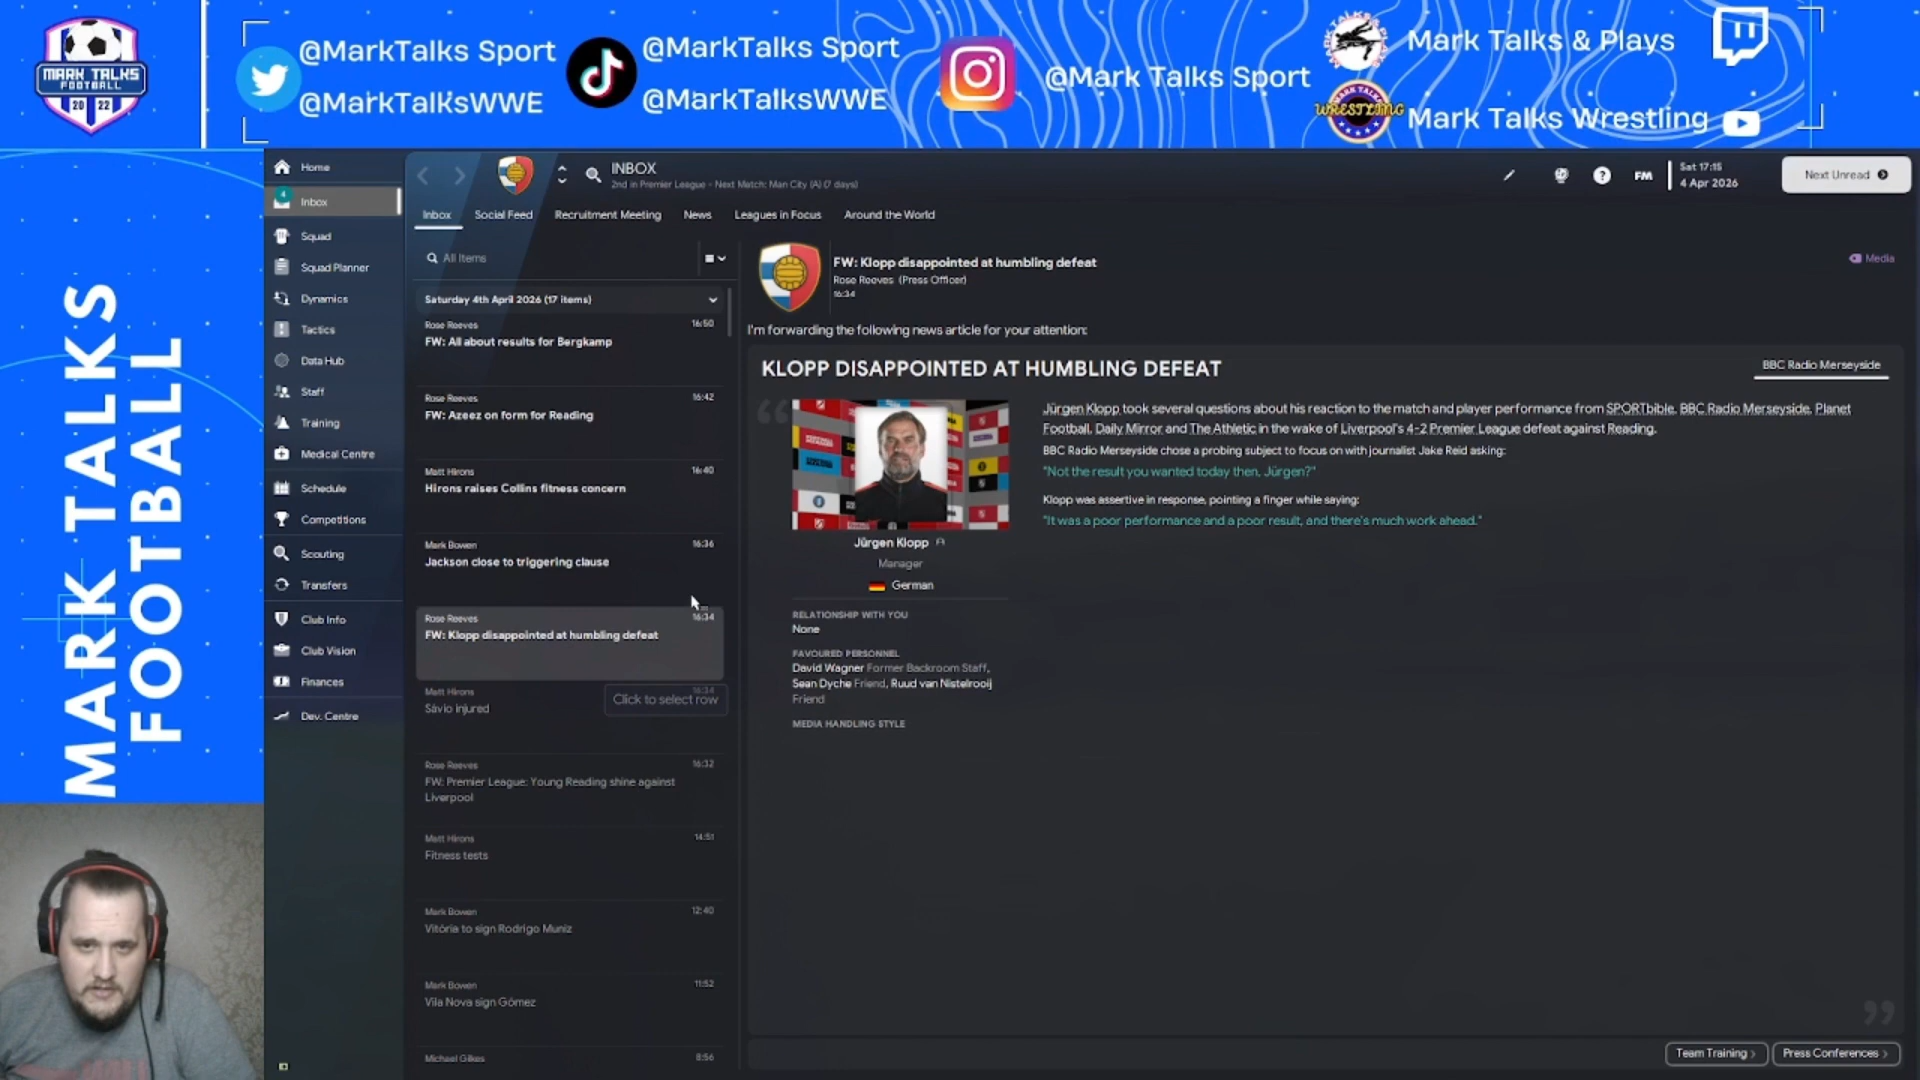 MARK TALKS
FOOTBALL
20 22
@MarkTalks Sport
@MarkTalksWWE
@MarkTalks Sport
@MarkTalksWWE
@Mark Talks Sport
Mark Talks & Plays
WRESTLING
Mark Talks Wrestling
MARK TALKS
FOOTBALL
Home
4
Inbox
Squad
Squad Planner
Dynamics
Tactics
Data Hub
Staff
Training
Medical Centre
Schedule
Competitions
Scouting
Transfers
Club Info
Club Vision
Finances
Dev. Centre
INBOX
2nd in Premier League - Next Match: Man City (A) (7 days)
FM
Sat 17:15
4 Apr 2026
Next Unread
Inbox
Social Feed
Recruitment Meeting
News
Leagues in Focus
Around the World
All Items
Saturday 4th April 2026 (17 items)
Rose Reeves 16:50
FW: All about results for Bergkamp
Rose Reeves 16:42
FW: Azeez on form for Reading
Matt Hirons 16:40
Hirons raises Collins fitness concern
Mark Bowen 16:36
Jackson close to triggering clause
Rose Reeves 16:34
FW: Klopp disappointed at humbling defeat
Matt Hirons 16:34
Sávio injured
Click to select row
Rose Reeves 16:32
FW: Premier League: Young Reading shine against
Liverpool
Matt Hirons 14:51
Fitness tests
Mark Bowen 12:40
Vitória to sign Rodrigo Muniz
Mark Bowen 11:52
Vila Nova sign Gómez
Michael Gilkes 8:56
FW: Klopp disappointed at humbling defeat
Rose Reeves (Press Officer)
16:34
Media
I'm forwarding the following news article for your attention:
KLOPP DISAPPOINTED AT HUMBLING DEFEAT
BBC Radio Merseyside
Jürgen Klopp took several questions about his reaction to the match and player performance from SPORTbible, BBC Radio Merseyside, Planet
Football, Daily Mirror and The Athletic in the wake of Liverpool's 4-2 Premier League defeat against Reading.
BBC Radio Merseyside chose a probing subject to focus on with journalist Jake Reid asking:
"Not the result you wanted today then, Jürgen?"
Klopp was assertive in response, pointing a finger while saying:
"It was a poor performance and a poor result, and there's much work ahead."
Jürgen Klopp
Manager
German
RELATIONSHIP WITH YOU
None
FAVOURED PERSONNEL
David Wagner Former Backroom Staff,
Sean Dyche Friend, Ruud van Nistelrooij
Friend
MEDIA HANDLING STYLE
Team Training
Press Conferences